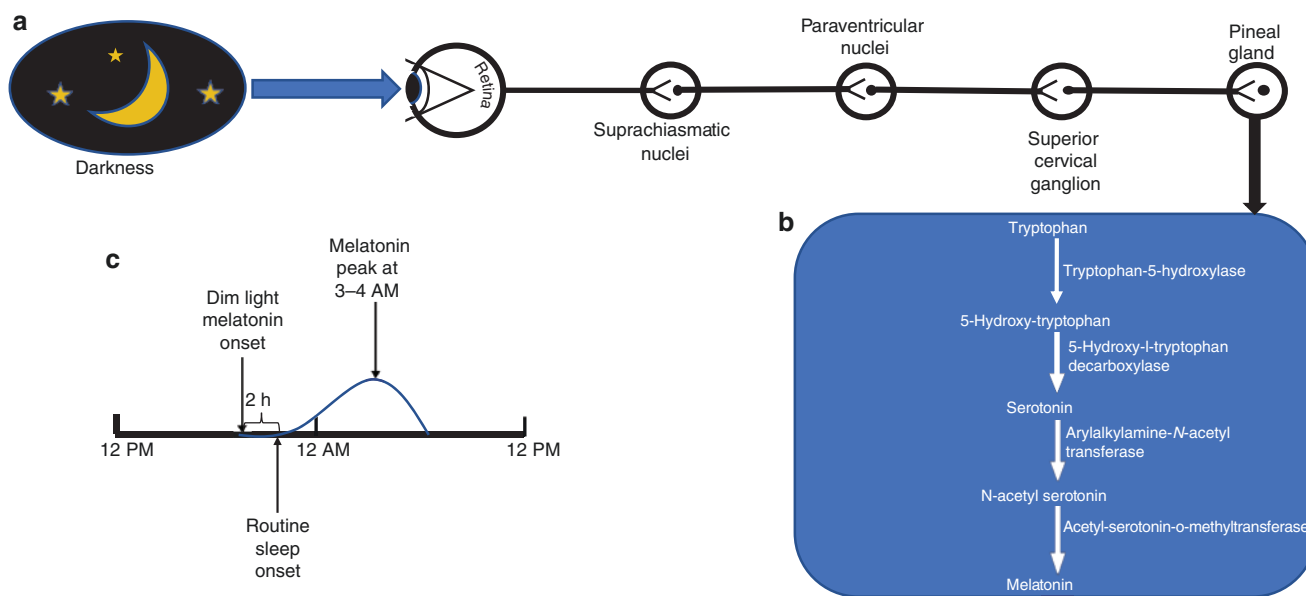 a
Darkness
Retina
Suprachiasmatic
nuclei
Paraventricular
nuclei
Superior
cervical
ganglion
Pineal
gland
b
Tryptophan
Tryptophan-5-hydroxylase
5-Hydroxy-tryptophan
5-Hydroxy-l-tryptophan
decarboxylase
Serotonin
Arylalkylamine-N-acetyl
transferase
N-acetyl serotonin
Acetyl-serotonin-o-methyltransferase
Melatonin
c
Melatonin
peak at
3–4 AM
Dim light
melatonin
onset
2 h
12 PM
12 AM
12 PM
Routine
sleep
onset